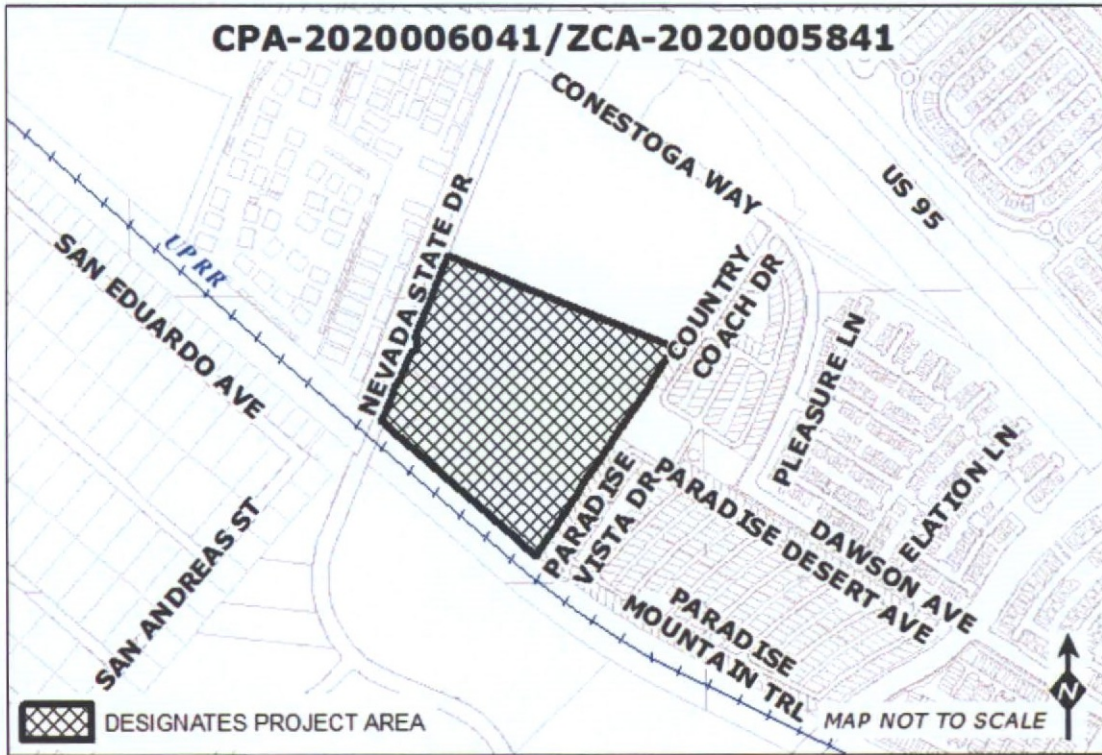 CPA-2020006041/ZCA-2020005841
CONESTOGA WAY
US 95
NEVADA STATE DR
UPRR
SAN EDUARDO AVE
COUNTRY
COACH DR
PLEASURE LN
ELATION LN
PARADISE
VISTA DR
PARADISE DESERT AVE
DAWSON AVE
SAN ANDREAS ST
PARADISE
MOUNTAIN TRL
DESIGNATES PROJECT AREA
MAP NOT TO SCALE
N